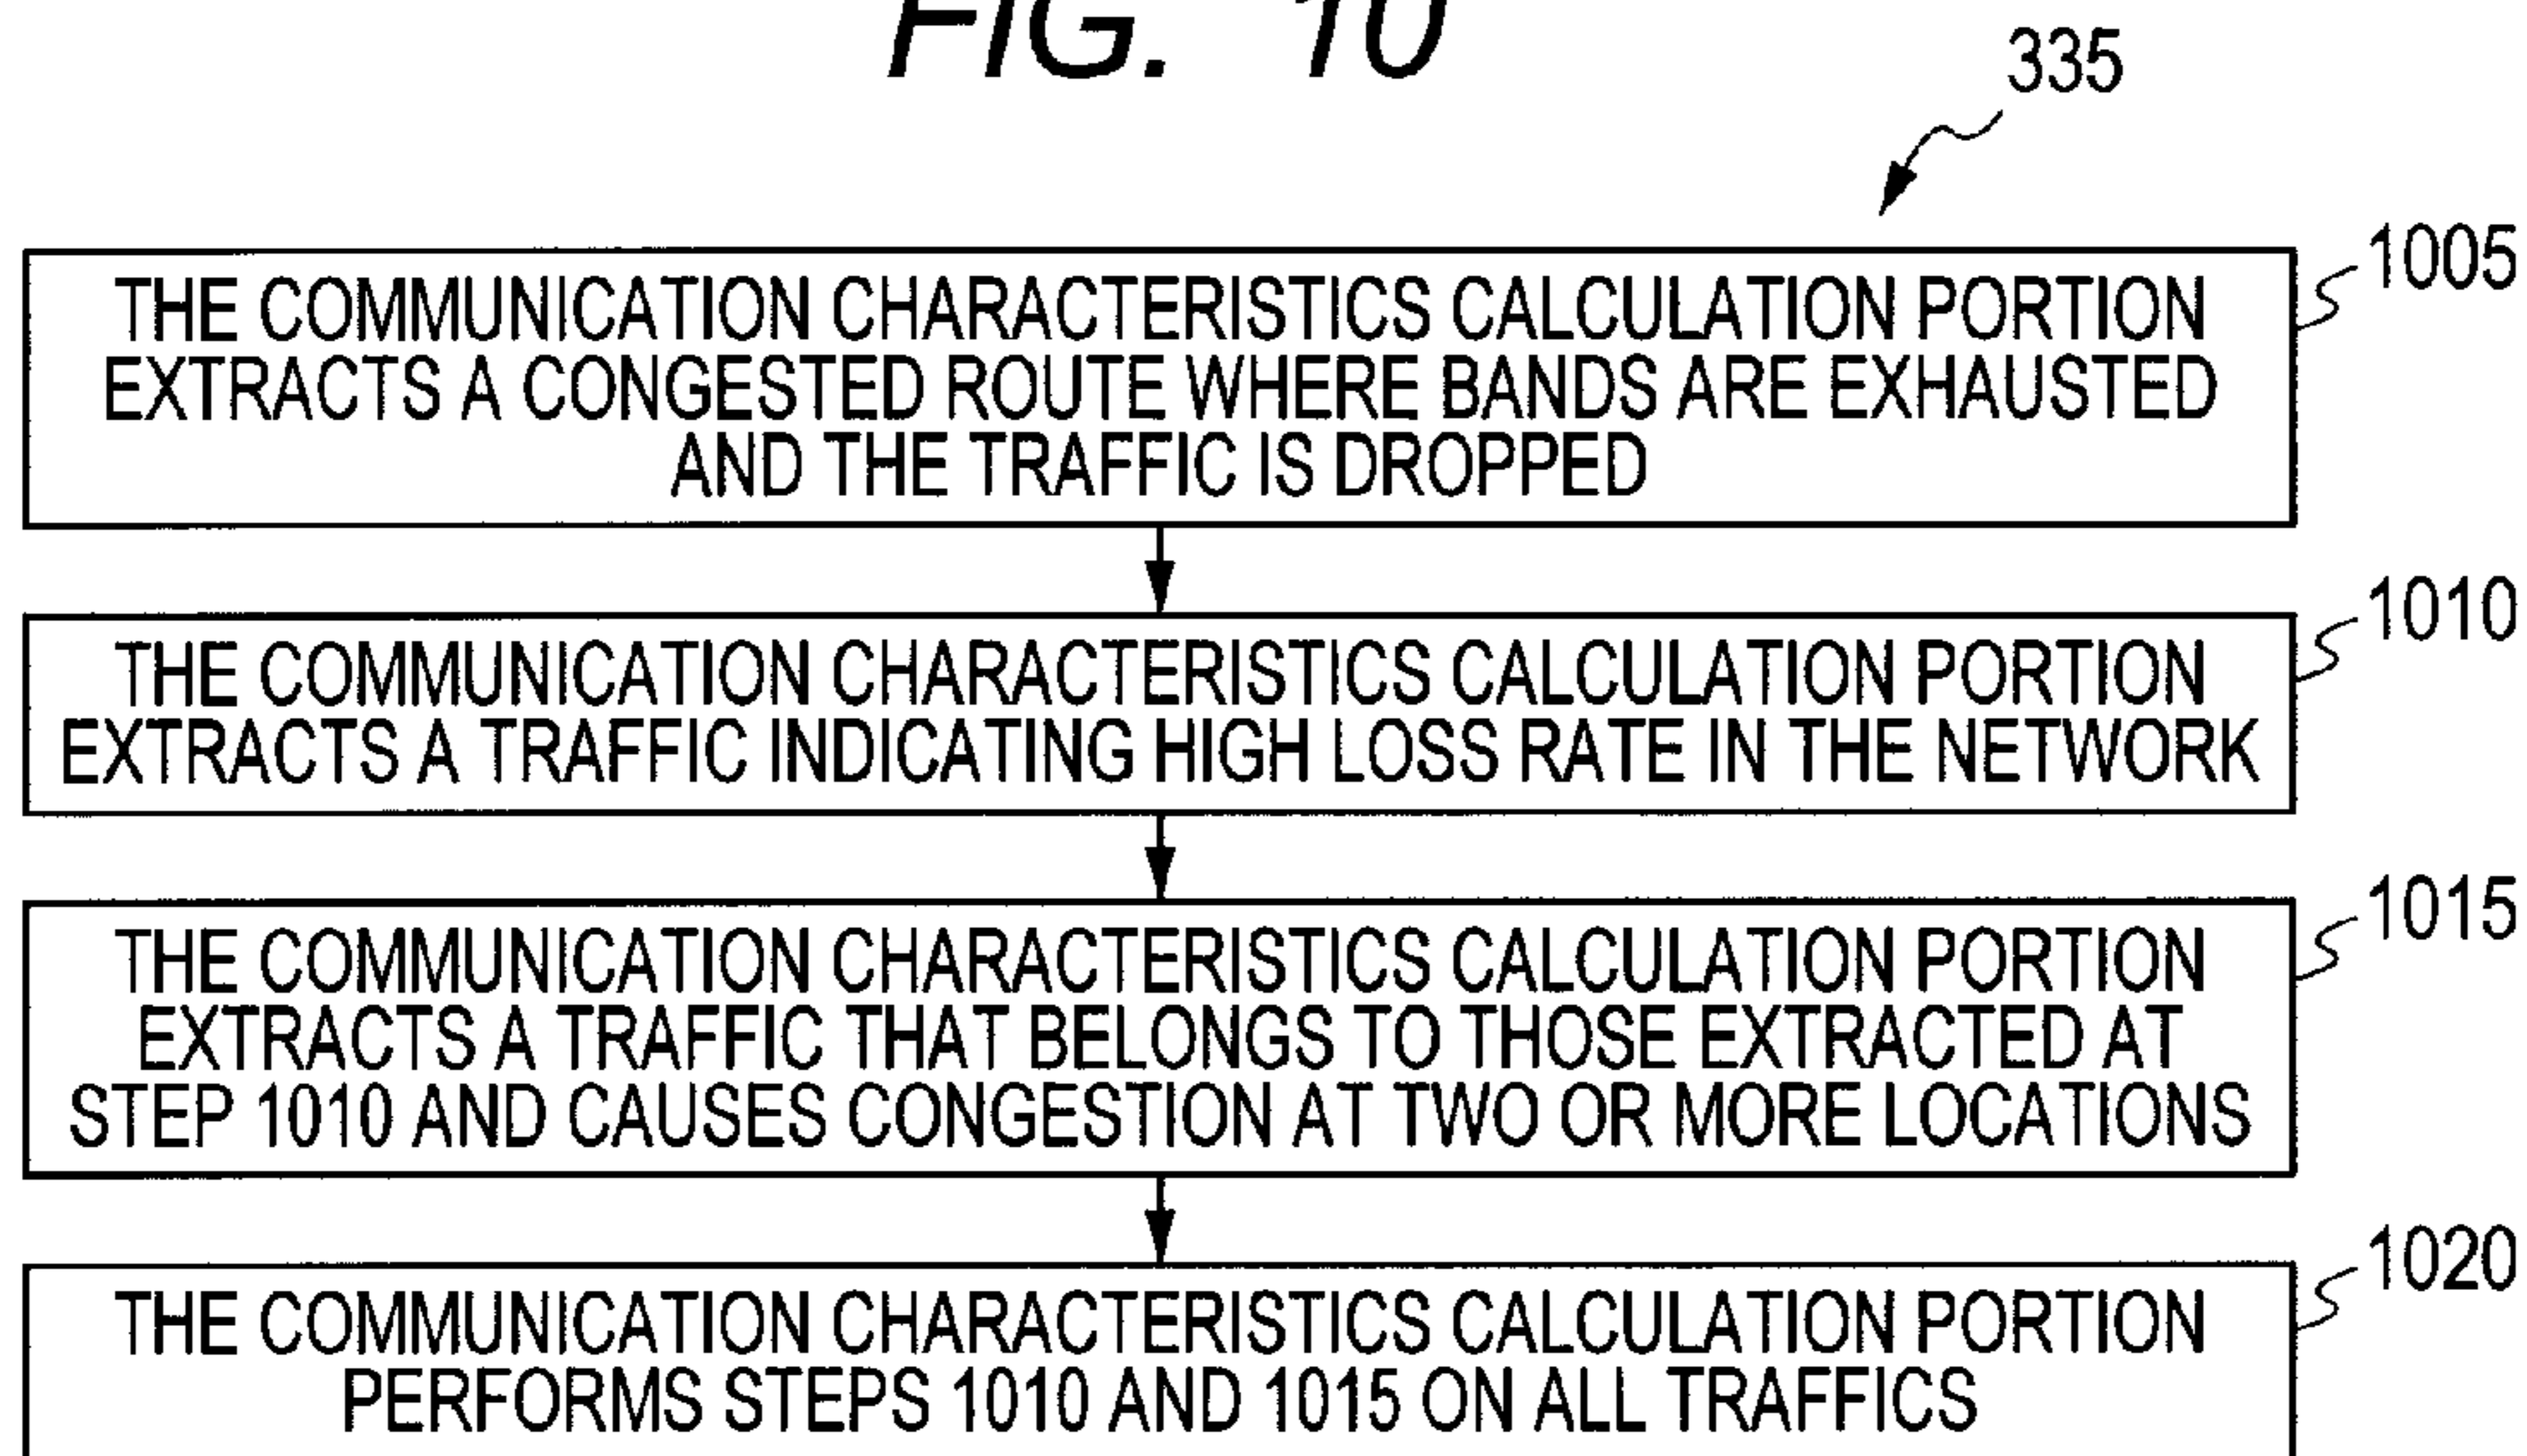 FIG. 10
335
1005
THE COMMUNICATION CHARACTERISTICS CALCULATION PORTION
EXTRACTS A CONGESTED ROUTE WHERE BANDS ARE EXHAUSTED
AND THE TRAFFIC IS DROPPED
1010
THE COMMUNICATION CHARACTERISTICS CALCULATION PORTION
EXTRACTS A TRAFFIC INDICATING HIGH LOSS RATE IN THE NETWORK
1015
THE COMMUNICATION CHARACTERISTICS CALCULATION PORTION
EXTRACTS A TRAFFIC THAT BELONGS TO THOSE EXTRACTED AT
STEP 1010 AND CAUSES CONGESTION AT TWO OR MORE LOCATIONS
1020
THE COMMUNICATION CHARACTERISTICS CALCULATION PORTION
PERFORMS STEPS 1010 AND 1015 ON ALL TRAFFICS